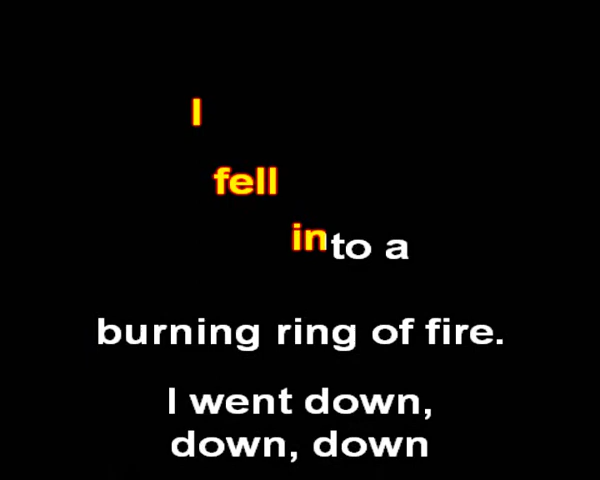 I
fell
into a
burning ring of fire.
I went down,
down, down